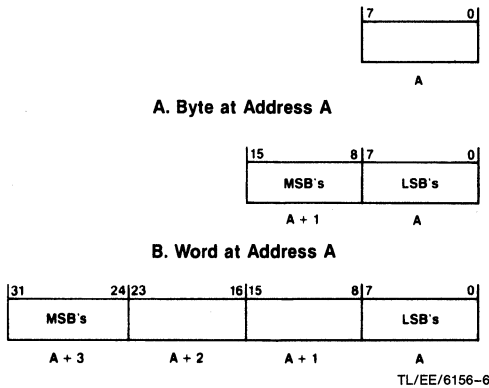 7 0
A
A. Byte at Address A
15 8 7 0
MSB's LSB's
A + 1 A
B. Word at Address A
31 24 23 16 15 8 7 0
MSB's LSB's
A + 3 A + 2 A + 1 A
TL/EE/6156-6